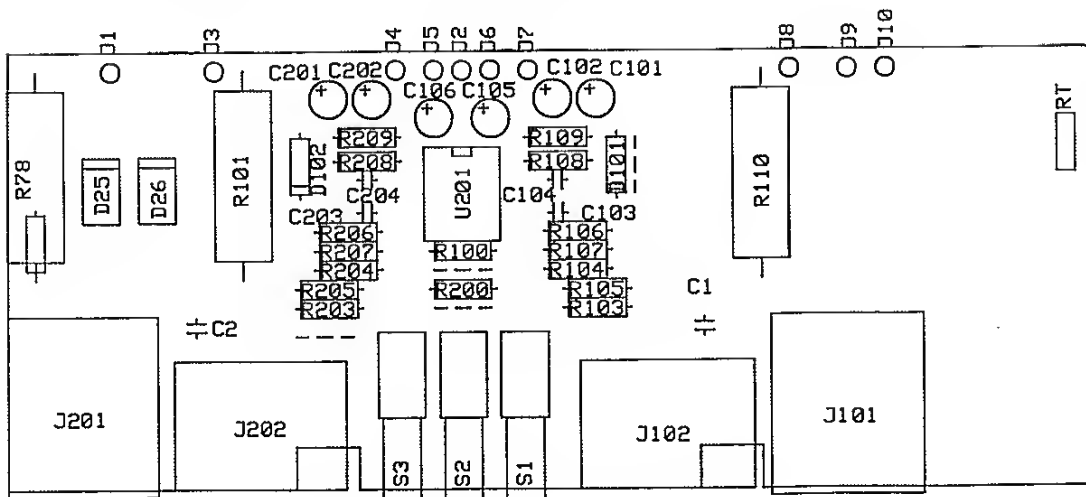 J1
J3
J4
J5
J2
J6
J7
J8
J9
J10
C201
C202
C106
C105
C102
C101
RT
R78
D25
D26
R101
D102
R209
R208
C204
U201
R109
R108
D101
C104
R110
C203
C103
R206
R207
R204
R205
R203
R100
R200
R106
R107
R104
R105
R103
C2
C1
J201
J202
S3
S2
S1
J102
J101